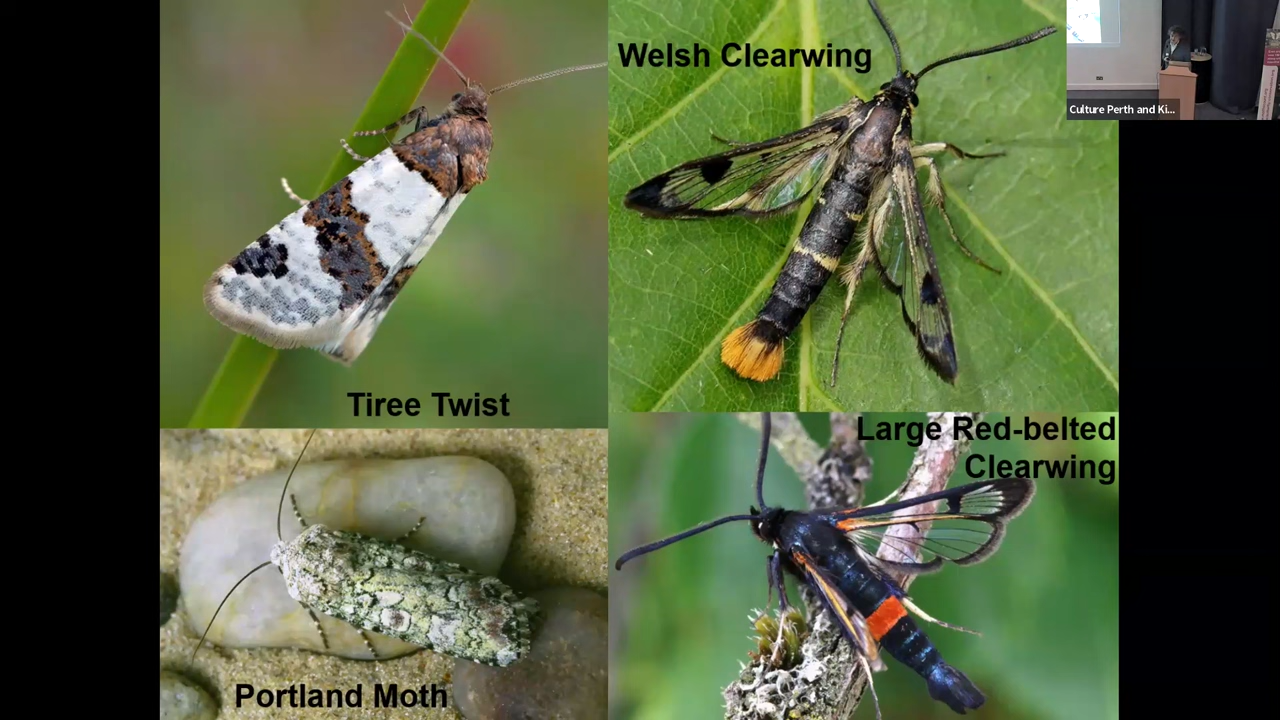 Welsh Clearwing
Culture Perth and Ki...
Tiree Twist
Large Red-belted
Clearwing
Portland Moth